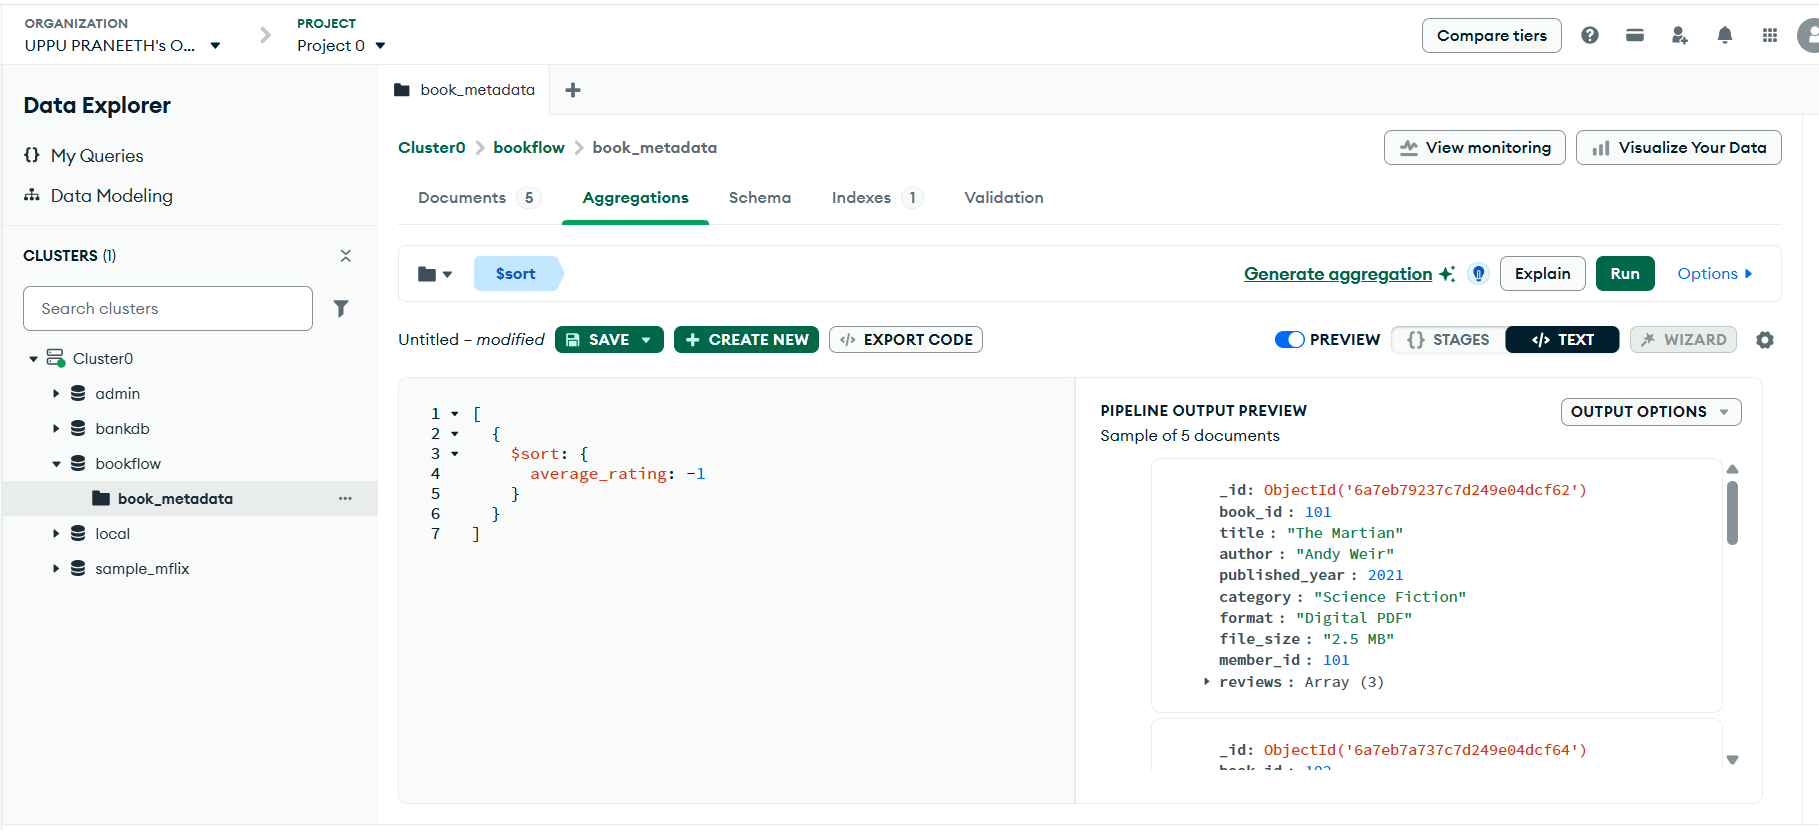 ORGANIZATION
UPPU PRANEETH's O...
PROJECT
Project 0
Compare tiers
Data Explorer
My Queries
Data Modeling
CLUSTERS (1)
Search clusters
Cluster0
admin
bankdb
bookflow
book_metadata
local
sample_mflix
book_metadata
Cluster0 > bookflow > book_metadata
View monitoring
Visualize Your Data
Documents 5
Aggregations
Schema
Indexes 1
Validation
$sort
Generate aggregation
Explain
Run
Options
Untitled – modified
SAVE
CREATE NEW
EXPORT CODE
PREVIEW
STAGES
TEXT
WIZARD
1 [
2 {
3 $sort: {
4 average_rating: -1
5 }
6 }
7 ]
PIPELINE OUTPUT PREVIEW
Sample of 5 documents
OUTPUT OPTIONS
_id: ObjectId('6a7eb79237c7d249e04dcf62')
book_id : 101
title : "The Martian"
author : "Andy Weir"
published_year : 2021
category : "Science Fiction"
format : "Digital PDF"
file_size : "2.5 MB"
member_id : 101
reviews : Array (3)
_id: ObjectId('6a7eb7a737c7d249e04dcf64')
book_id : 102